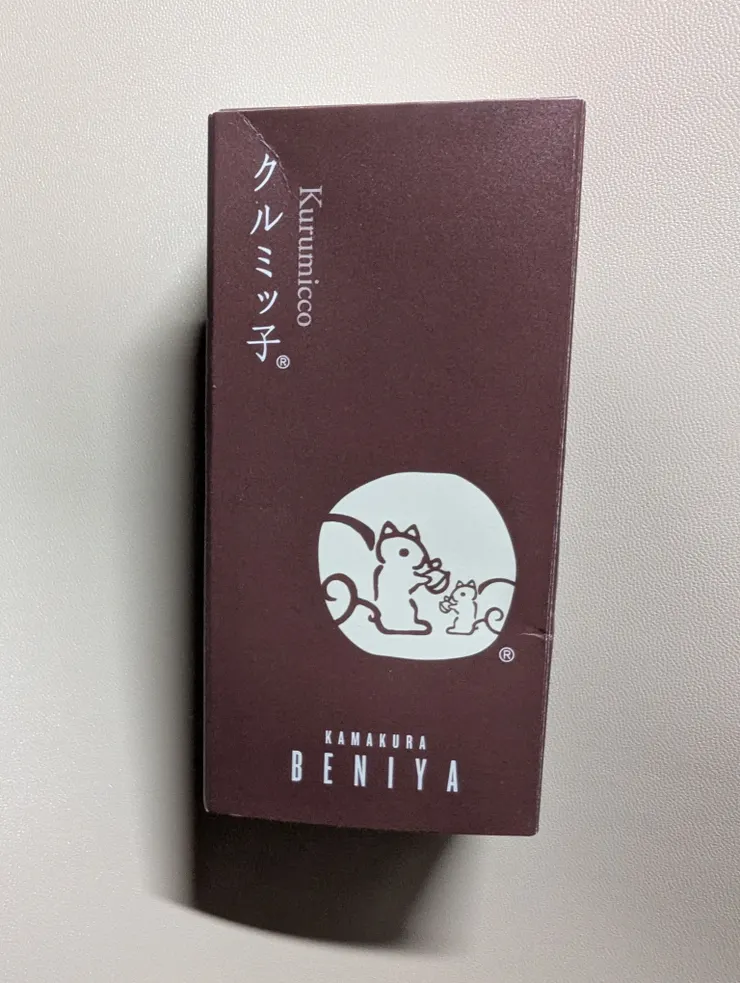 クルミッ子®
Kurumicco
®
KAMAKURA
BENIYA